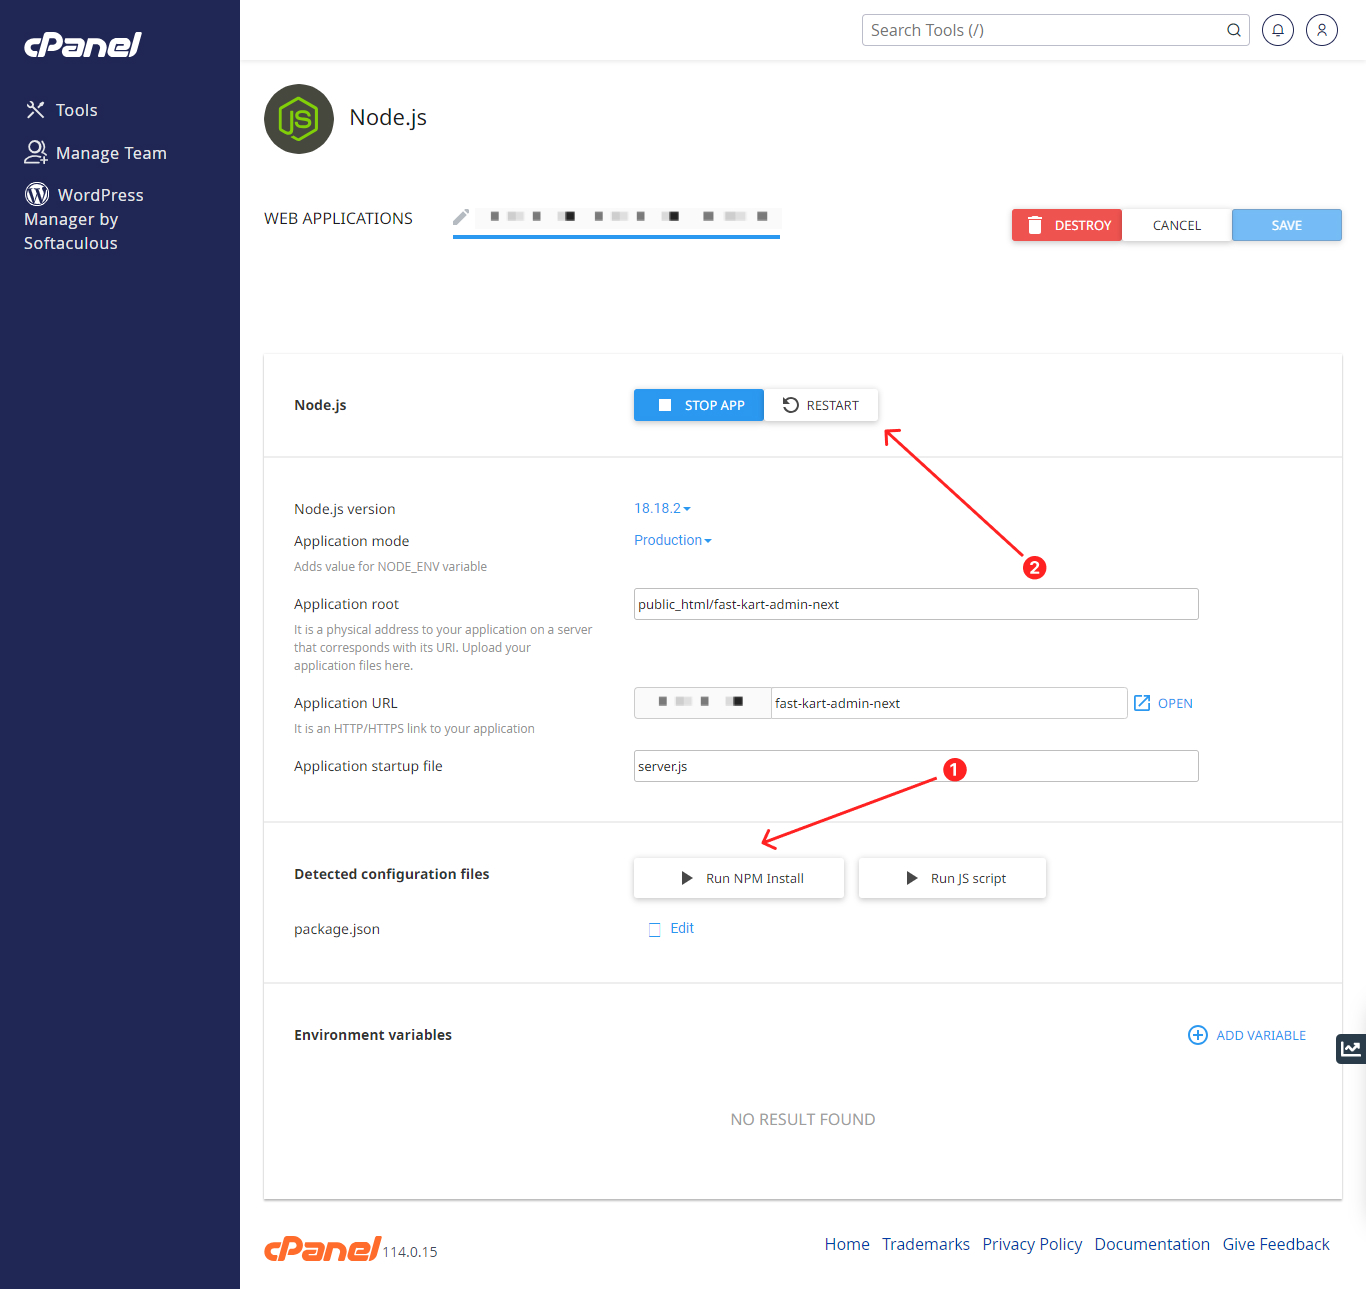 cPanel
Search Tools (/)
Tools
Manage Team
WordPress
Manager by
Softaculous
JS
Node.js
WEB APPLICATIONS
DESTROY
CANCEL
SAVE
Node.js
STOP APP
RESTART
Node.js version
18.18.2
Application mode
Production
Adds value for NODE_ENV variable
2
Application root
public_html/fast-kart-admin-next
It is a physical address to your application on a server
that corresponds with its URI. Upload your
application files here.
Application URL
fast-kart-admin-next
OPEN
It is an HTTP/HTTPS link to your application
Application startup file
server.js
1
Detected configuration files
Run NPM Install
Run JS script
package.json
Edit
Environment variables
ADD VARIABLE
NO RESULT FOUND
cPanel 114.0.15
Home Trademarks Privacy Policy Documentation Give Feedback